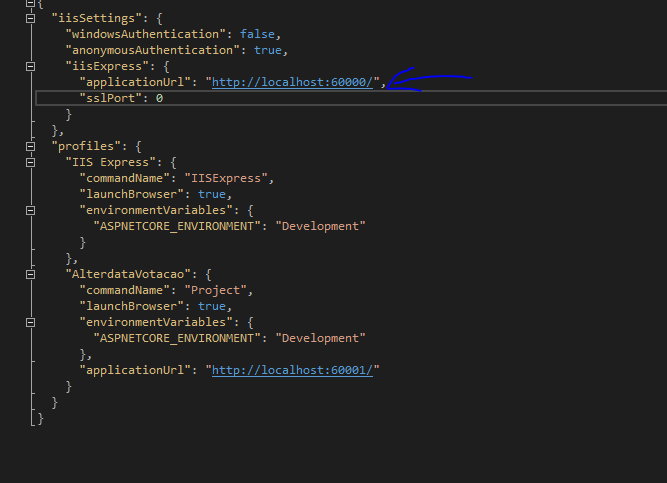 {
"iisSettings": {
"windowsAuthentication": false,
"anonymousAuthentication": true,
"iisExpress": {
"applicationUrl": "http://localhost:60000/",
"sslPort": 0
}
},
"profiles": {
"IIS Express": {
"commandName": "IISExpress",
"launchBrowser": true,
"environmentVariables": {
"ASPNETCORE_ENVIRONMENT": "Development"
}
},
"AlterdataVotacao": {
"commandName": "Project",
"launchBrowser": true,
"environmentVariables": {
"ASPNETCORE_ENVIRONMENT": "Development"
},
"applicationUrl": "http://localhost:60001/"
}
}
}